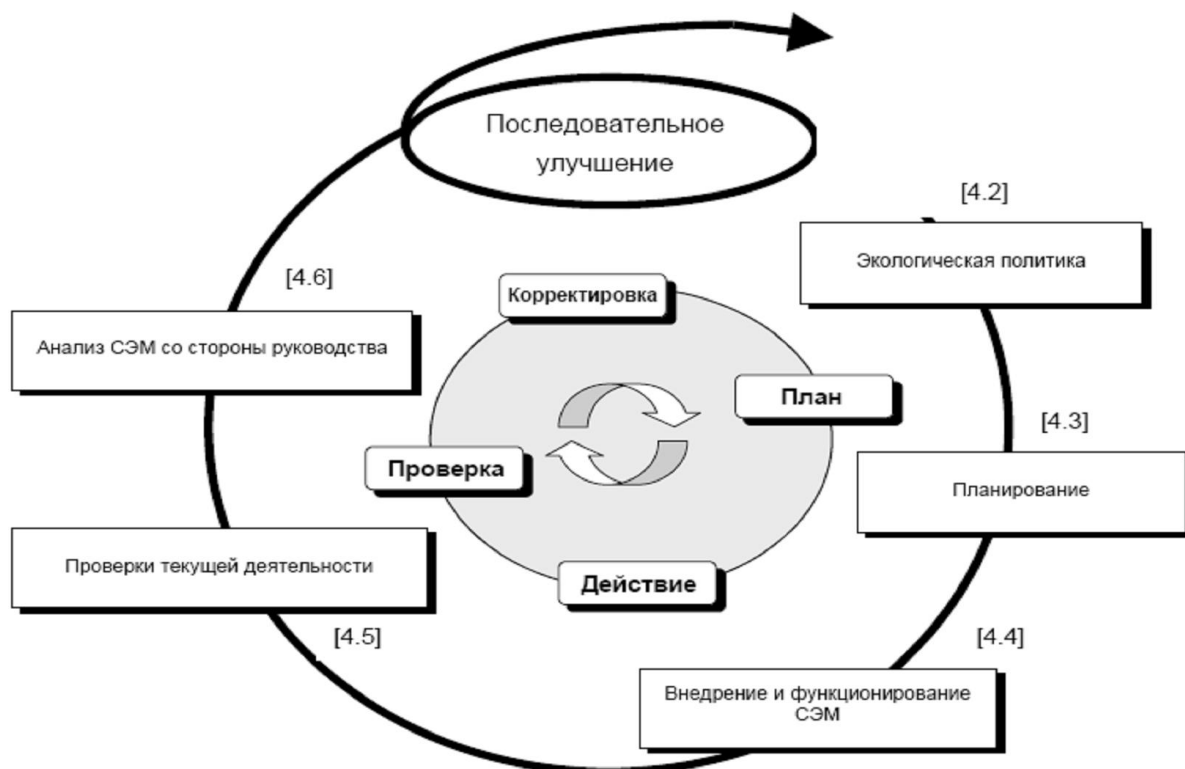 Последовательное
улучшение
[4.2]
Экологическая политика
[4.6]
Корректировка
Анализ СЭМ со стороны руководства
План
[4.3]
Проверка
Планирование
Проверки текущей деятельности
Действие
[4.5]
[4.4]
Внедрение и функционирование
СЭМ